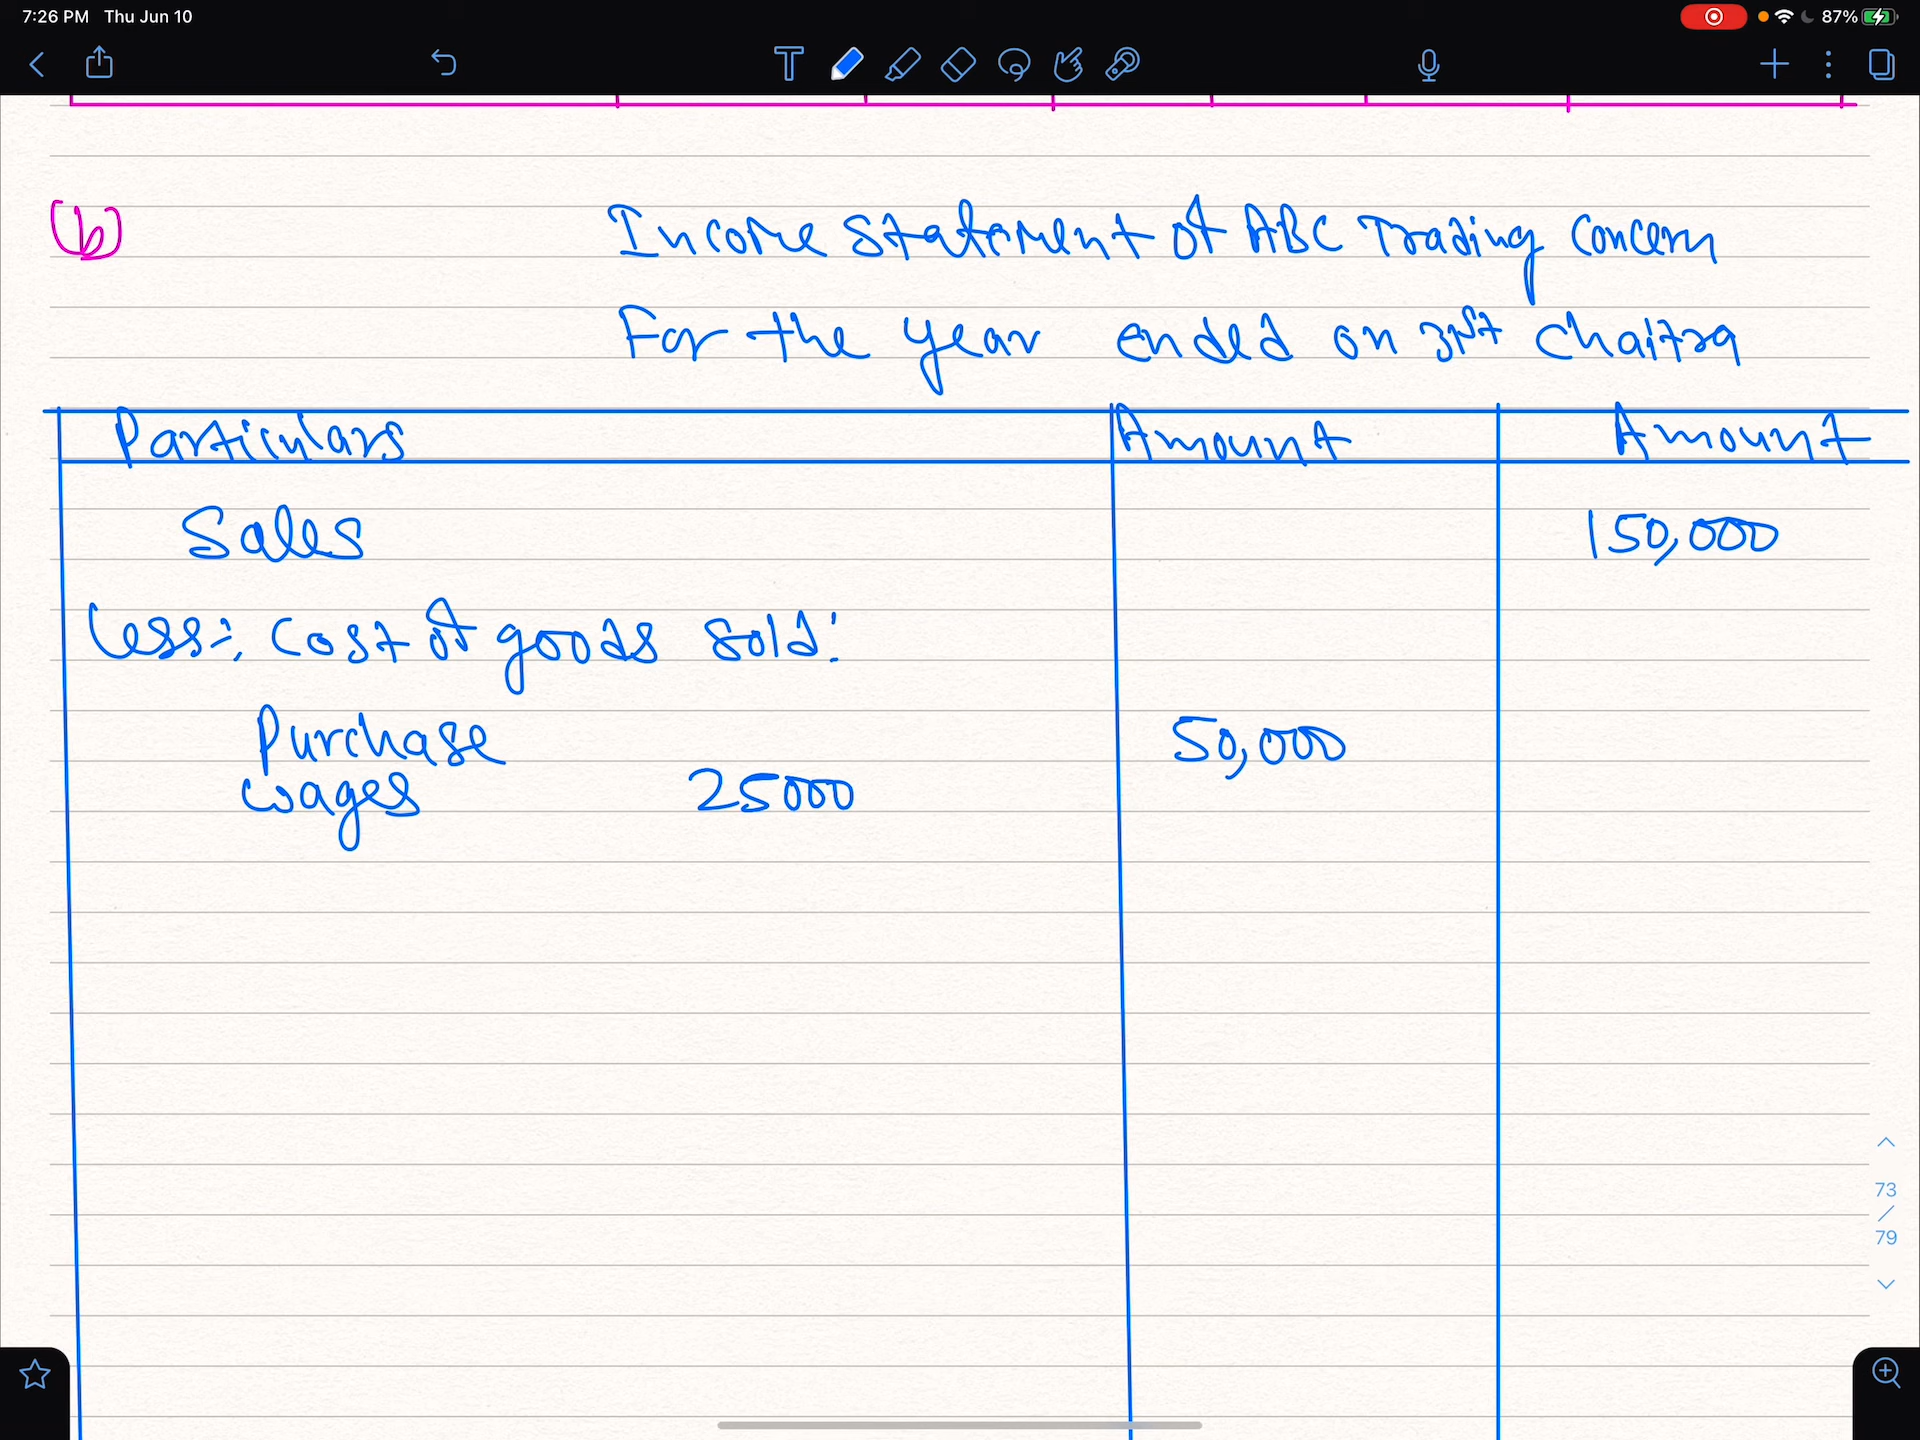 7:26 PM Thu Jun 10 87%
(b) Income Statement of ABC Trading Concern
For the year ended on 31st Chaitra
Particulars Amount Amount
Sales 150,000
Less:- Cost of goods sold:
Purchase 50,000
wages 25000
73
/
79